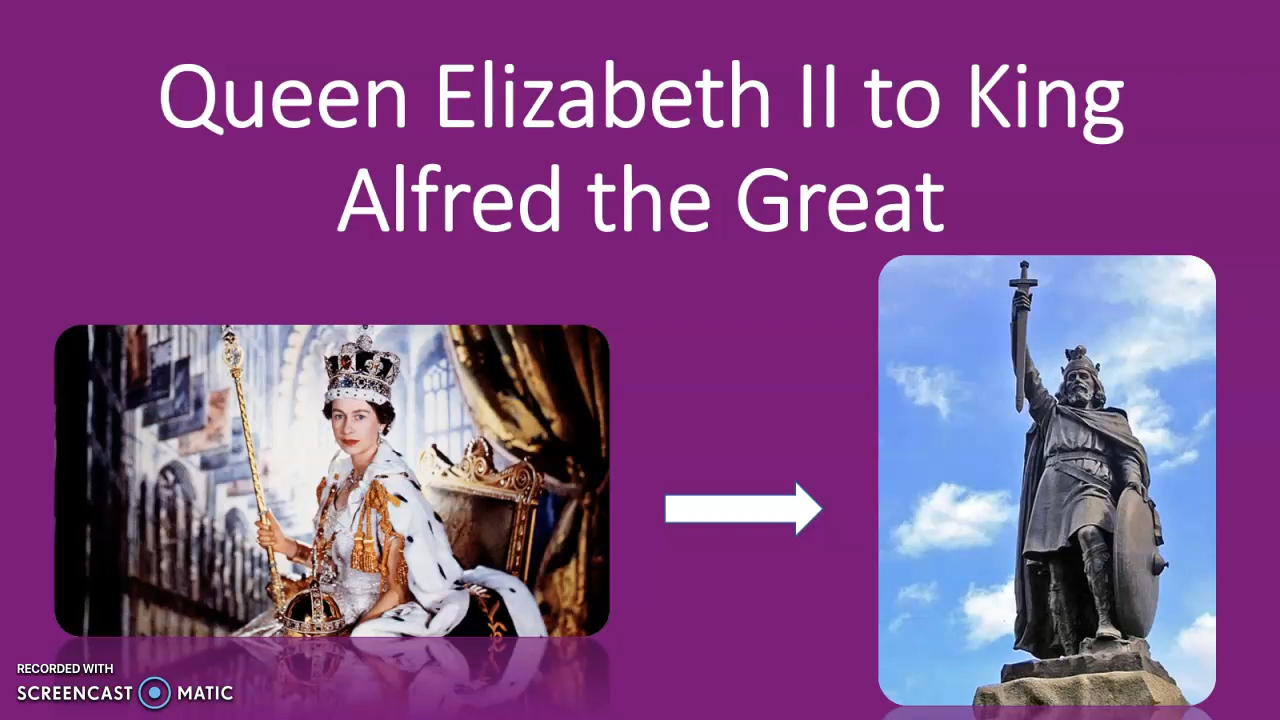 Queen Elizabeth II to King
Alfred the Great
RECORDED WITH
SCREENCAST MATIC